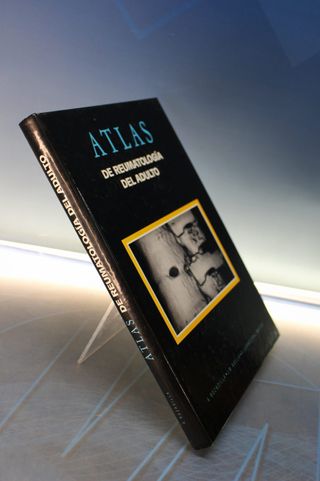 ATLAS
DE REUMATOLOGÍA
DEL ADULTO
ATLAS DE REUMATOLOGÍA DEL ADULTO